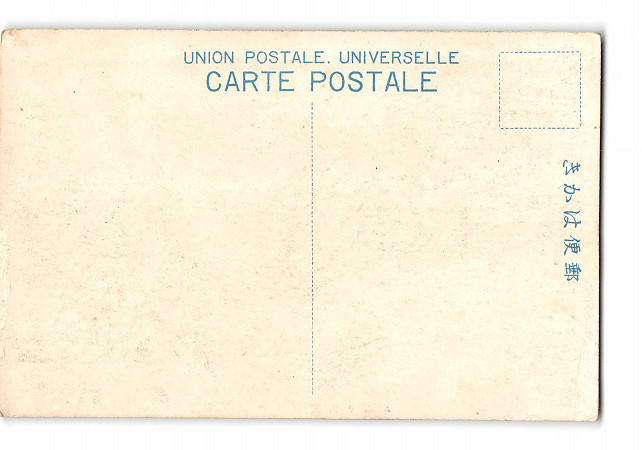 UNION POSTALE. UNIVERSELLE
CARTE POSTALE
きかは便郵